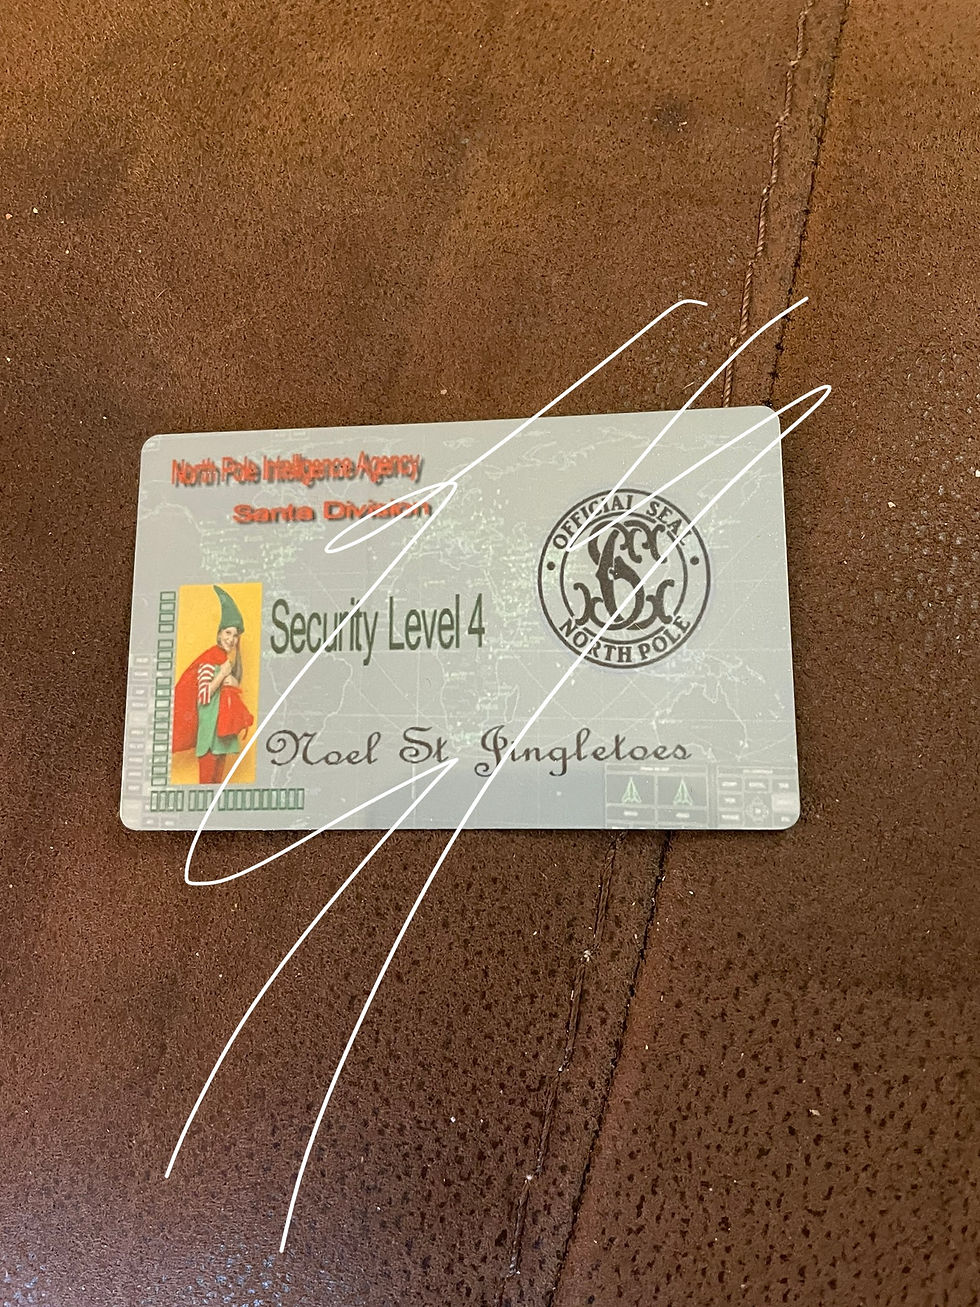 North Pole Intelligence Agency
Santa Division
OFFICIAL SEAL
NORTH POLE
Security Level 4
Noel St Jingletoes